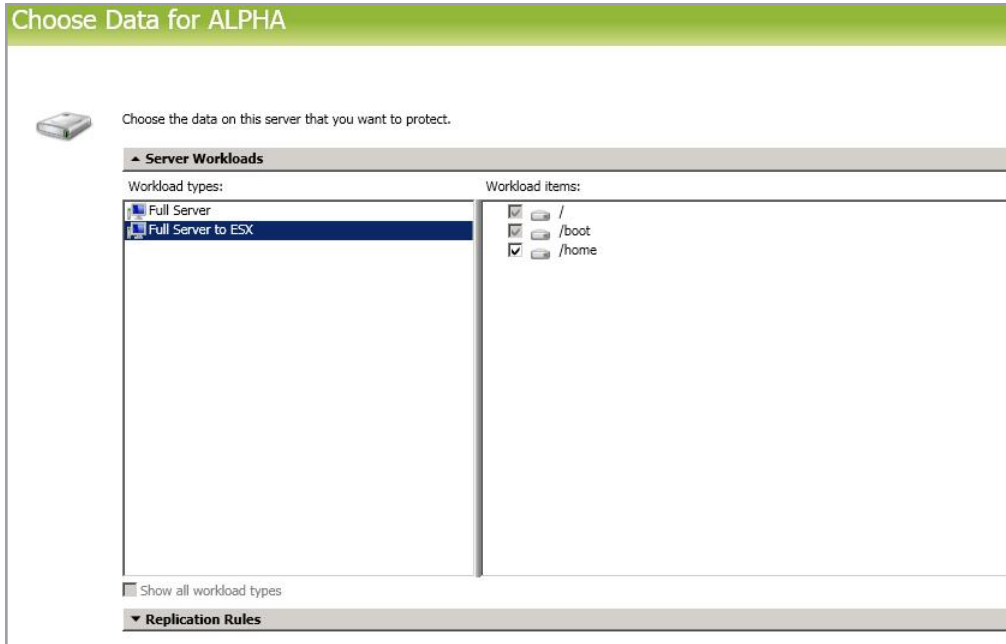 Choose Data for ALPHA
Choose the data on this server that you want to protect.
Server Workloads
Workload types:
Workload items:
Full Server
Full Server to ESX
/
/boot
/home
Show all workload types
Replication Rules